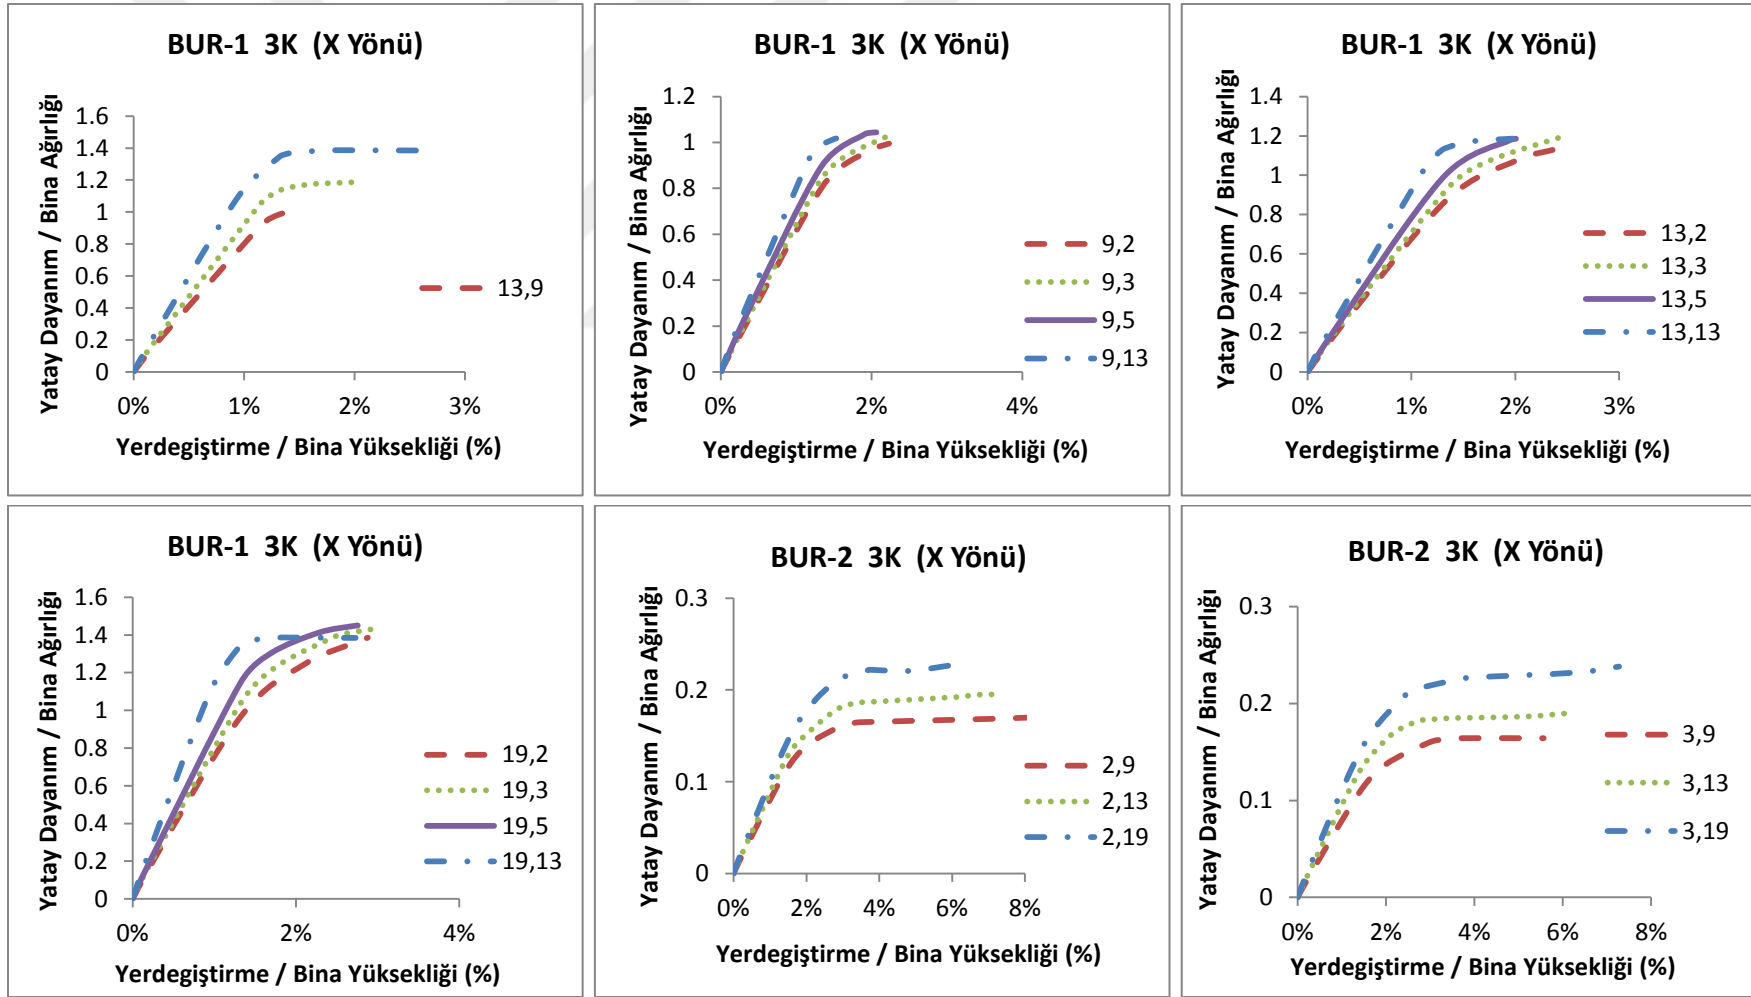 BUR-1 3K (X Yönü)
Yatay Dayanım / Bina Ağırlığı
1.6
1.4
1.2
1
0.8
0.6
0.4
0.2
0
0% 1% 2% 3%
Yerdegiştirme / Bina Yüksekliği (%)
13,9
BUR-1 3K (X Yönü)
Yatay Dayanım / Bina Ağırlığı
1.2
1
0.8
0.6
0.4
0.2
0
0% 2% 4%
Yerdegiştirme / Bina Yüksekliği (%)
9,2
9,3
9,5
9,13
BUR-1 3K (X Yönü)
Yatay Dayanım / Bina Ağırlığı
1.4
1.2
1
0.8
0.6
0.4
0.2
0
0% 1% 2% 3%
Yerdegiştirme / Bina Yüksekliği (%)
13,2
13,3
13,5
13,13
BUR-1 3K (X Yönü)
Yatay Dayanım / Bina Ağırlığı
1.6
1.4
1.2
1
0.8
0.6
0.4
0.2
0
0% 2% 4%
Yerdegiştirme / Bina Yüksekliği (%)
19,2
19,3
19,5
19,13
BUR-2 3K (X Yönü)
Yatay Dayanım / Bina Ağırlığı
0.3
0.2
0.1
0
0% 2% 4% 6% 8%
Yerdegiştirme / Bina Yüksekliği (%)
2,9
2,13
2,19
BUR-2 3K (X Yönü)
Yatay Dayanım / Bina Ağırlığı
0.3
0.2
0.1
0
0% 2% 4% 6% 8%
Yerdegiştirme / Bina Yüksekliği (%)
3,9
3,13
3,19